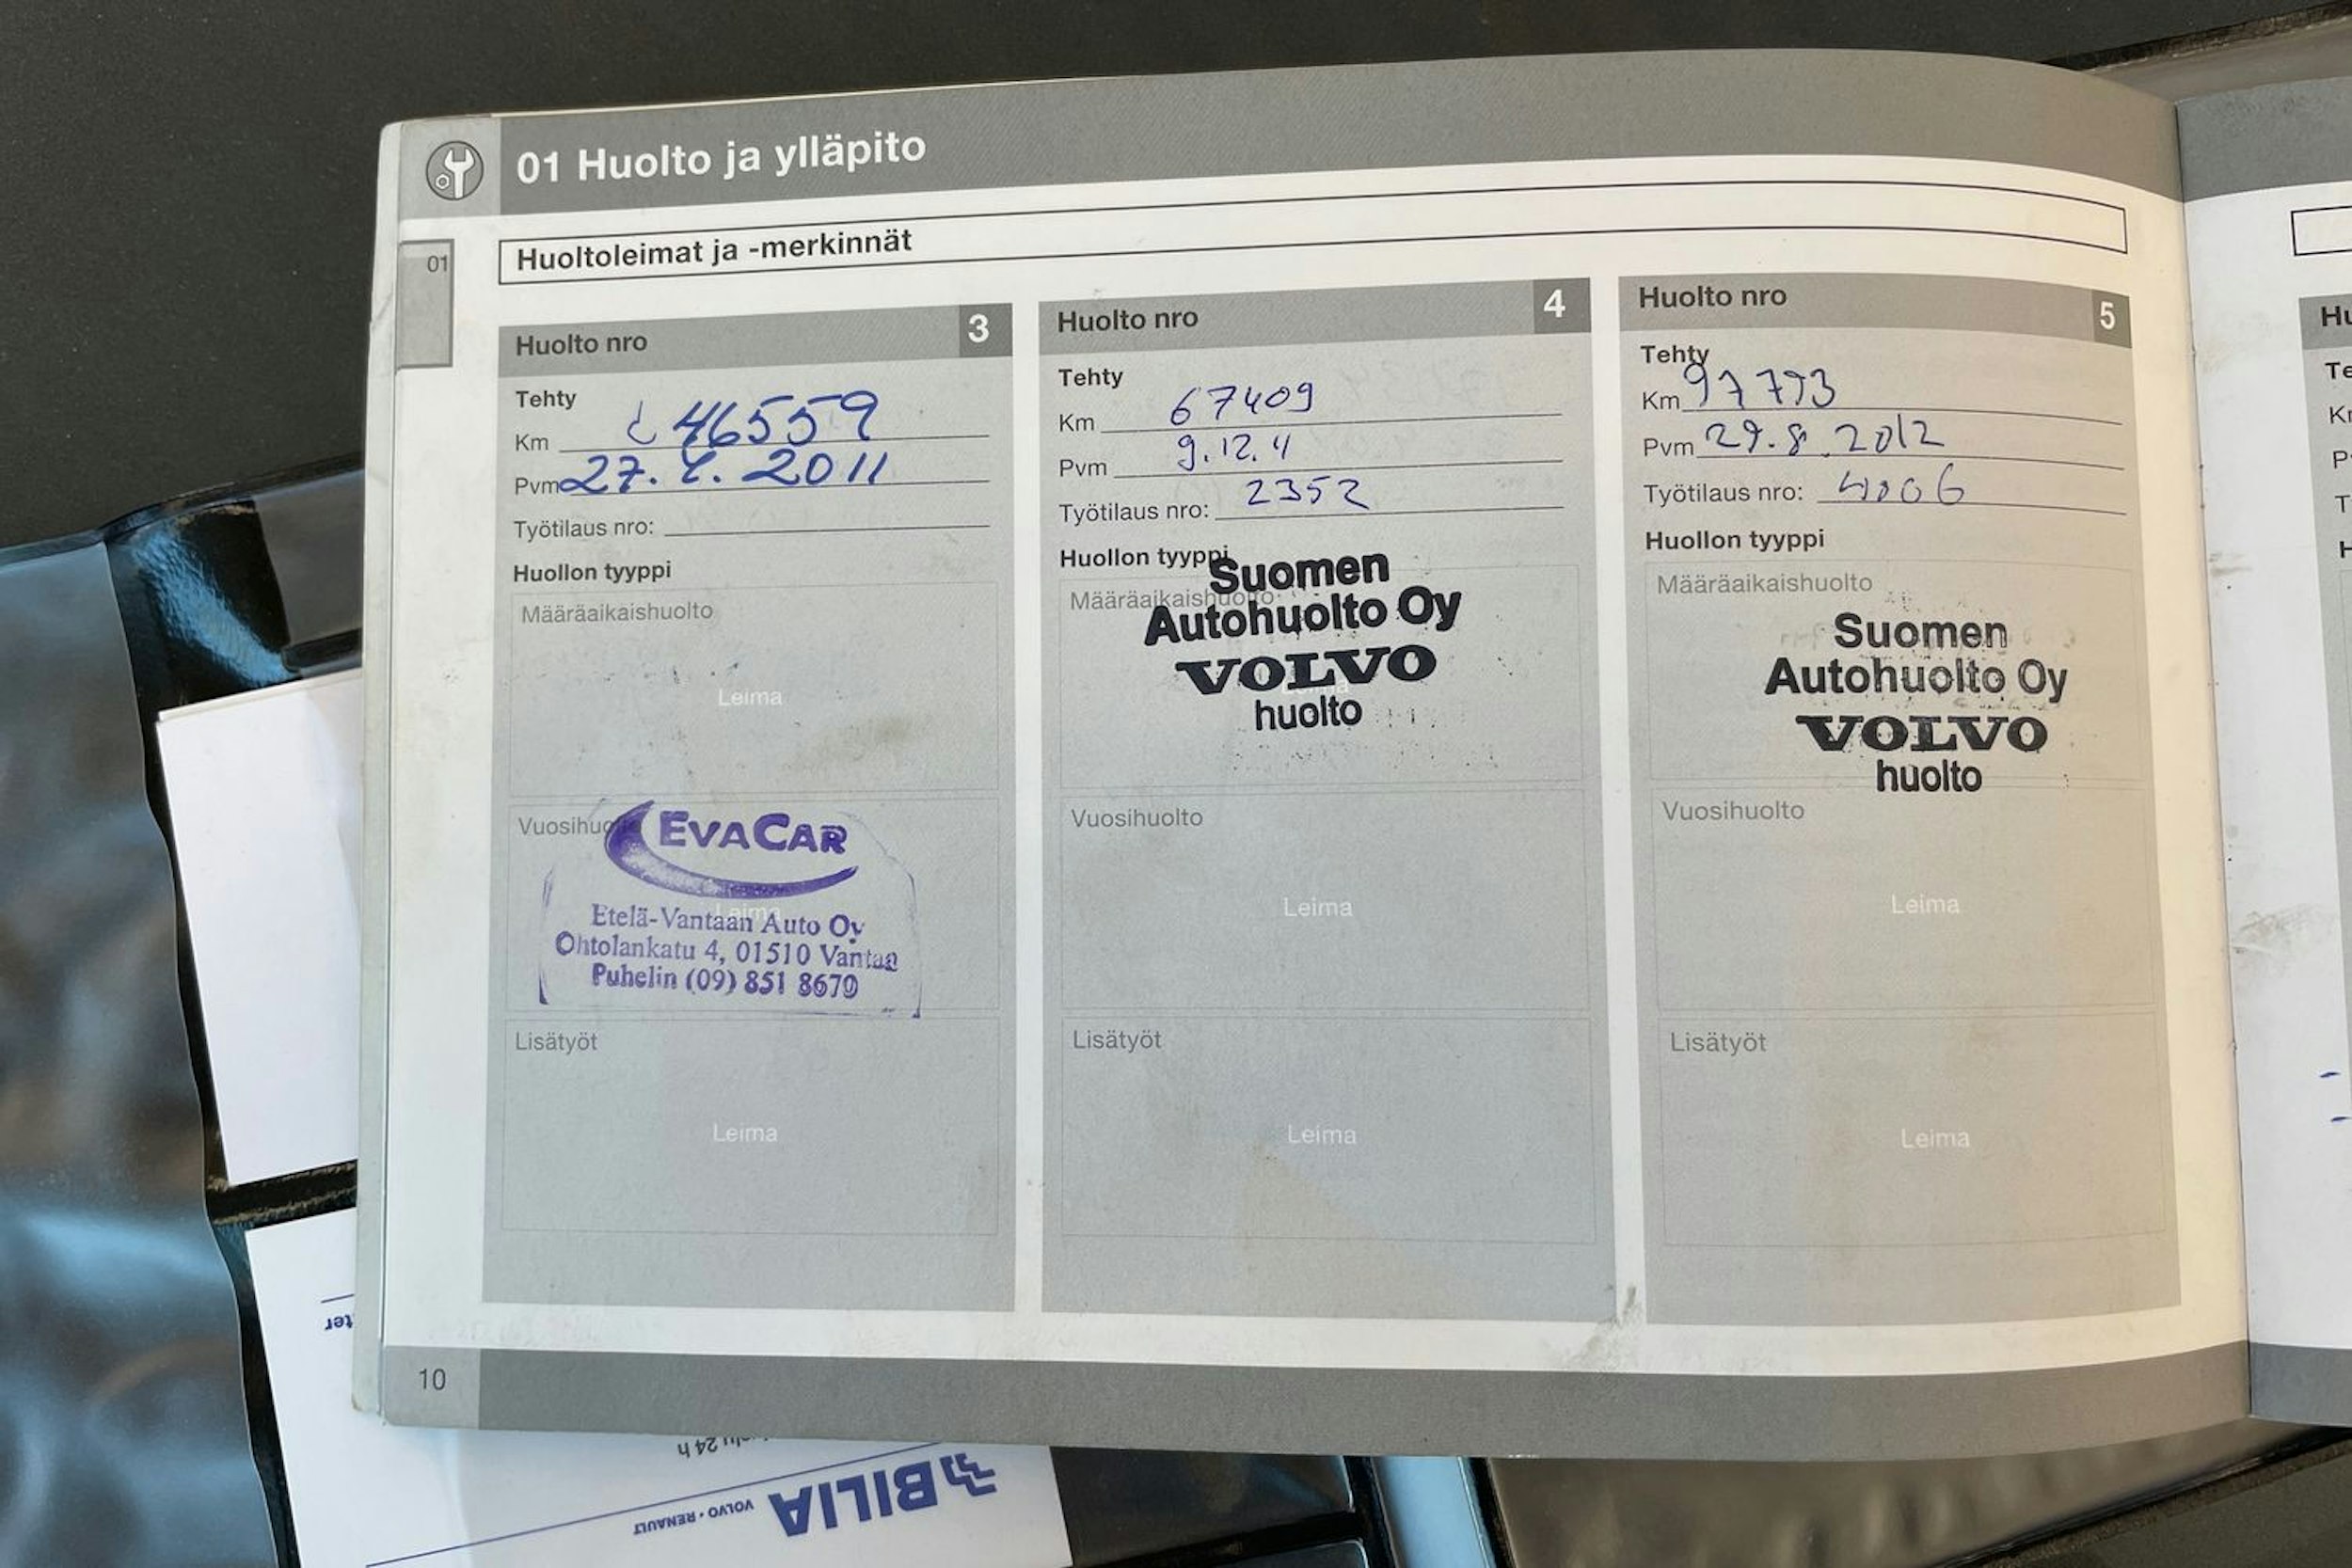 01 Huolto ja ylläpito
01
Huoltoleimat ja -merkinnät
Huolto nro 3
Tehty
Km 46559
Pvm 27. 2. 2011
Työtilaus nro:
Huollon tyyppi
Määräaikaishuolto
Leima
Vuosihuolto
EVACAR
Leima
Etelä-Vantaan Auto Oy
Ohtolankatu 4, 01510 Vantaa
Puhelin (09) 851 8670
Lisätyöt
Leima
Huolto nro 4
Tehty
Km 67409
Pvm 9.12.11
Työtilaus nro: 2352
Huollon tyyppi
Määräaikaishuolto
Suomen
Autohuolto Oy
VOLVO
huolto
Vuosihuolto
Leima
Lisätyöt
Leima
Huolto nro 5
Tehty
Km 97793
Pvm 29.8.2012
Työtilaus nro: 4006
Huollon tyyppi
Määräaikaishuolto
Suomen
Autohuolto Oy
VOLVO
huolto
Vuosihuolto
Leima
Lisätyöt
Leima
10
24 h
BILIA
VOLVO • RENAULT